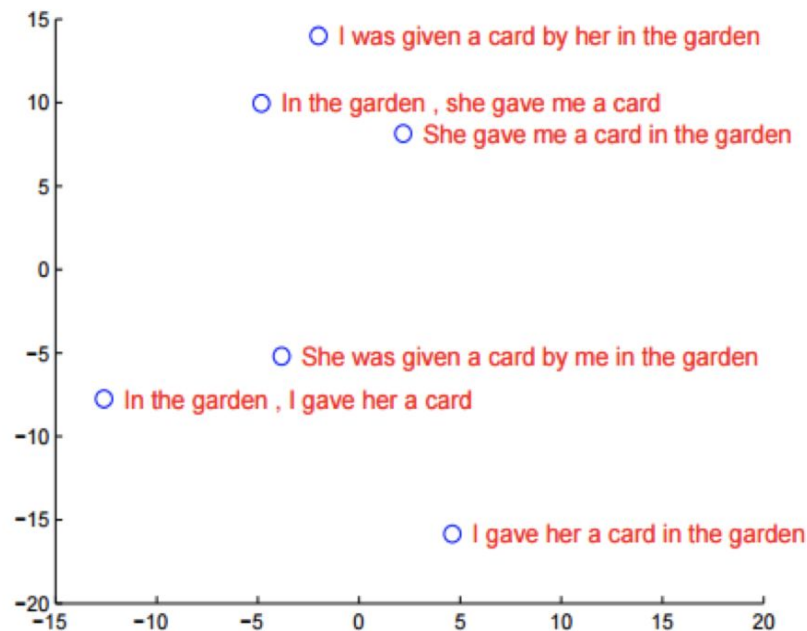 15
I was given a card by her in the garden
10
In the garden , she gave me a card
She gave me a card in the garden
5
0
−5
She was given a card by me in the garden
In the garden , I gave her a card
−10
−15
I gave her a card in the garden
−20
−15 −10 −5 0 5 10 15 20